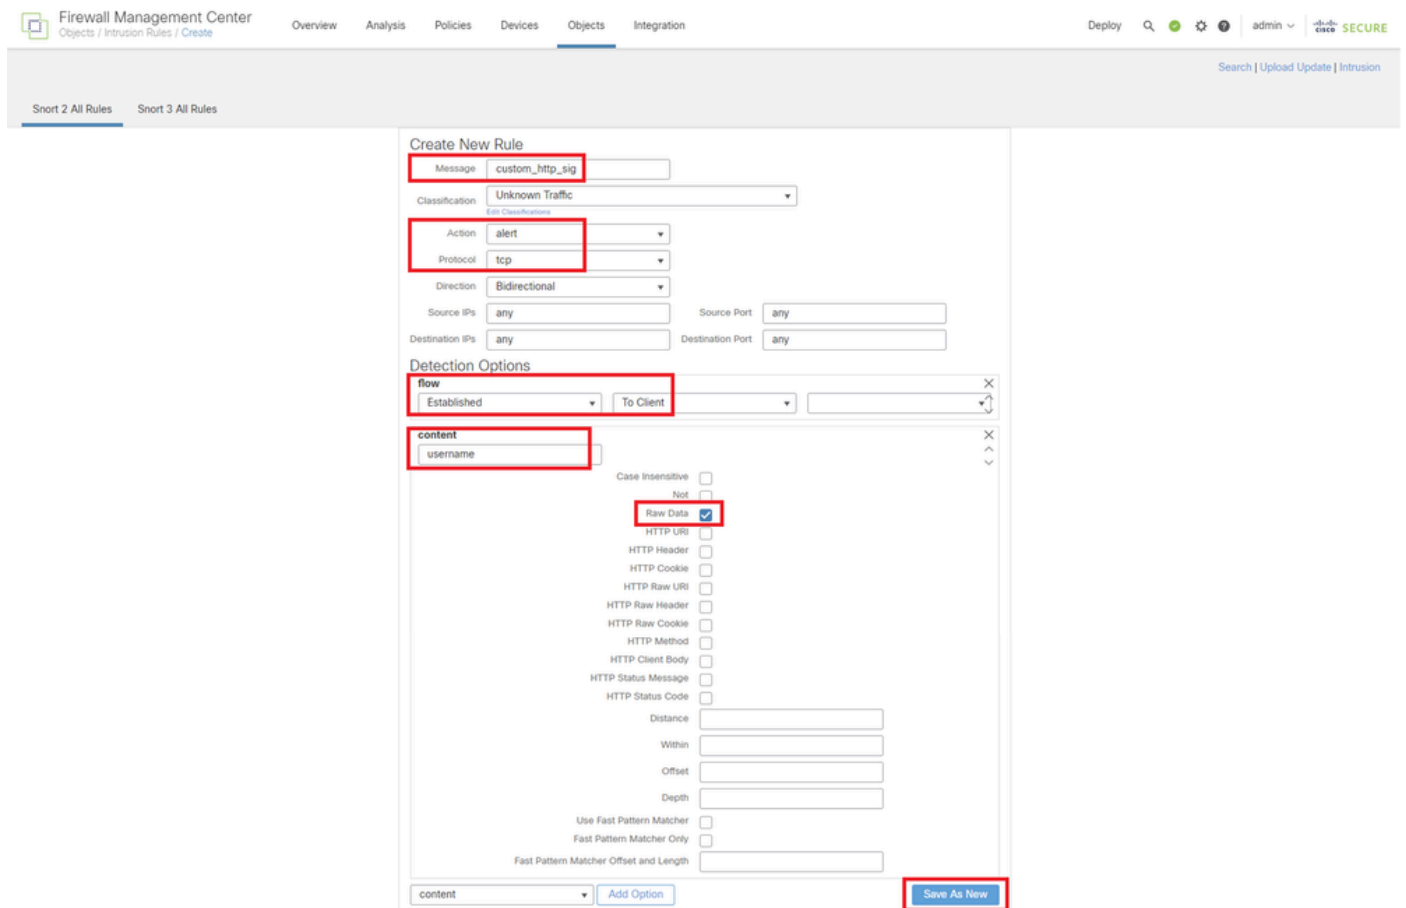 Firewall Management Center
Objects / Intrusion Rules / Create
Overview Analysis Policies Devices Objects Integration
Deploy admin cisco SECURE
Search | Upload Update | Intrusion
Snort 2 All Rules Snort 3 All Rules
Create New Rule
Message custom_http_sig
Classification Unknown Traffic
Edit Classifications
Action alert
Protocol tcp
Direction Bidirectional
Source IPs any Source Port any
Destination IPs any Destination Port any
Detection Options
flow
Established To Client
content
username
Case Insensitive
Not
Raw Data
HTTP URI
HTTP Header
HTTP Cookie
HTTP Raw URI
HTTP Raw Header
HTTP Raw Cookie
HTTP Method
HTTP Client Body
HTTP Status Message
HTTP Status Code
Distance
Within
Offset
Depth
Use Fast Pattern Matcher
Fast Pattern Matcher Only
Fast Pattern Matcher Offset and Length
content Add Option Save As New